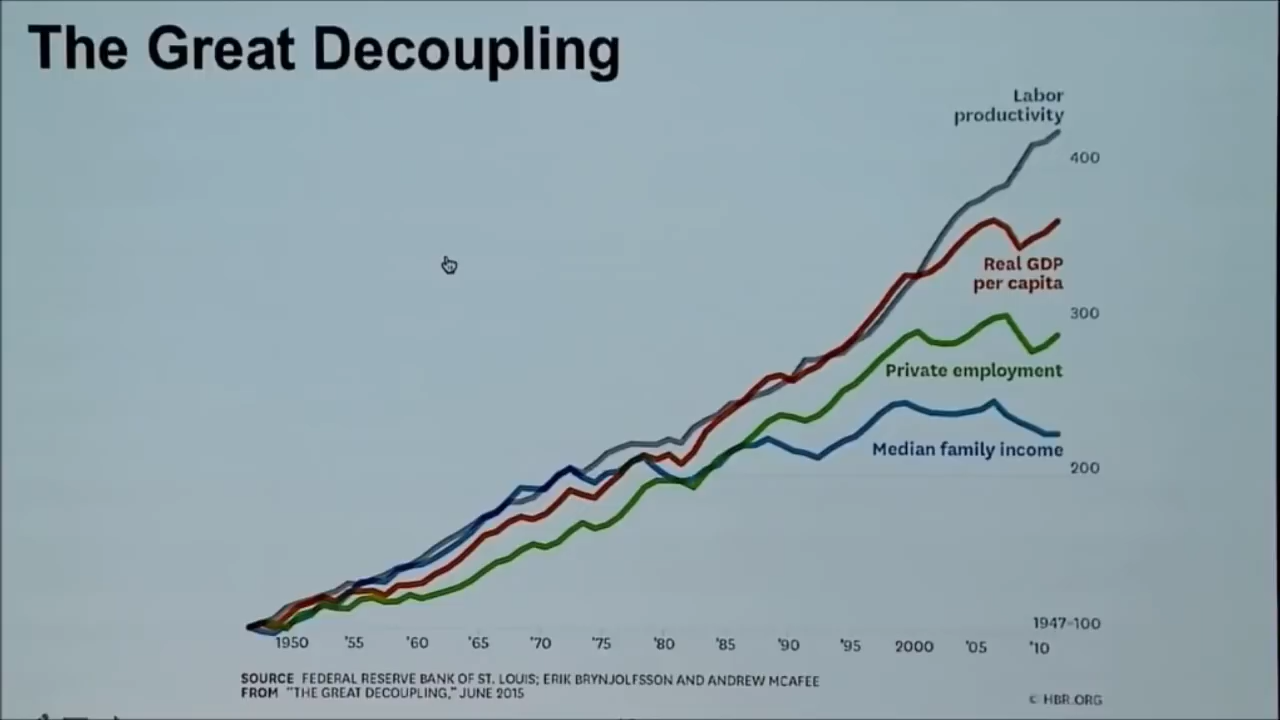 The Great Decoupling
Labor
productivity
400
Real GDP
per capita
300
Private employment
Median family income
200
1947=100
1950 '55 '60 '65 '70 '75 '80 '85 '90 '95 2000 '05 '10
SOURCE FEDERAL RESERVE BANK OF ST. LOUIS; ERIK BRYNJOLFSSON AND ANDREW MCAFEE
FROM "THE GREAT DECOUPLING," JUNE 2015
© HBR.ORG